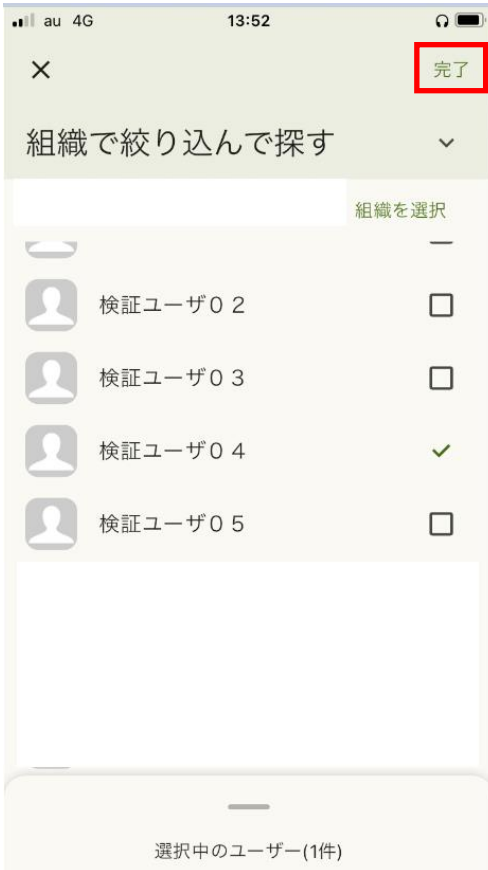 au 4G 13:52
完了
組織で絞り込んで探す
組織を選択
検証ユーザ０２
検証ユーザ０３
検証ユーザ０４
検証ユーザ０５
選択中のユーザー(1件)